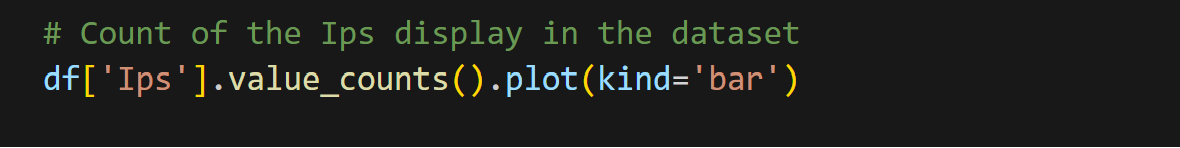 # Count of the Ips display in the dataset
df['Ips'].value_counts().plot(kind='bar')